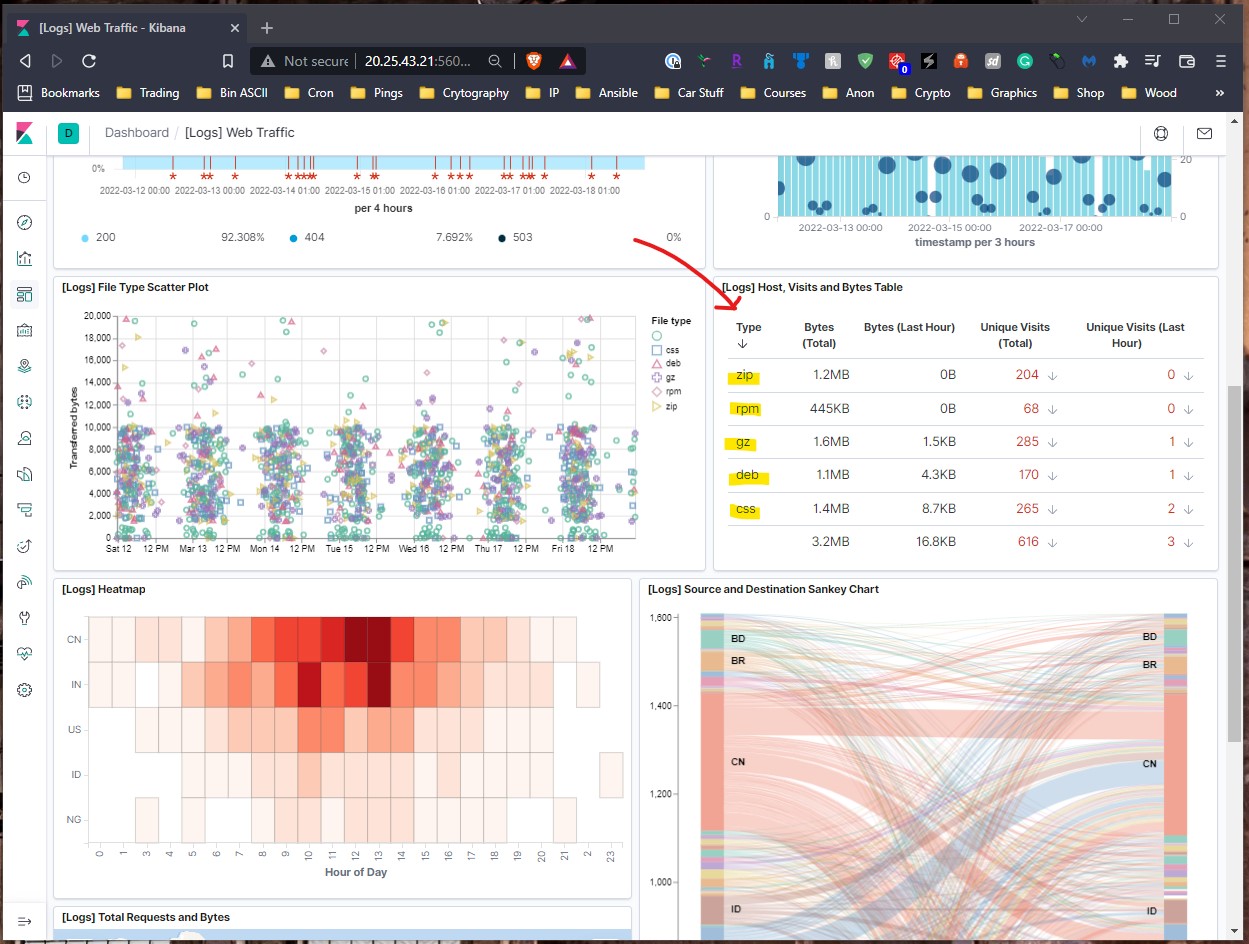 [Logs] Web Traffic - Kibana
Not secure 20.25.43.21:560...
0
Bookmarks Trading Bin ASCII Cron Pings Crytography IP Ansible Car Stuff Courses Anon Crypto Graphics Shop Wood »
D Dashboard / [Logs] Web Traffic
0%
2022-03-12 00:00 2022-03-13 00:00 2022-03-14 01:00 2022-03-15 01:00 2022-03-16 01:00 2022-03-17 01:00 2022-03-18 01:00
per 4 hours
200 92.308% 404 7.692% 503 0%
20
0 0
2022-03-13 00:00 2022-03-15 00:00 2022-03-17 00:00
timestamp per 3 hours
[Logs] File Type Scatter Plot
20,000
18,000
16,000
14,000
12,000
10,000
8,000
6,000
4,000
2,000
0
Transferred bytes
Sat 12 12 PM Mar 13 12 PM Mon 14 12 PM Tue 15 12 PM Wed 16 12 PM Thu 17 12 PM Fri 18 12 PM
File type
css
deb
gz
rpm
zip
[Logs] Host, Visits and Bytes Table
Type Bytes (Total) Bytes (Last Hour) Unique Visits (Total) Unique Visits (Last Hour)
zip 1.2MB 0B 204 0
rpm 445KB 0B 68 0
gz 1.6MB 1.5KB 285 1
deb 1.1MB 4.3KB 170 1
css 1.4MB 8.7KB 265 2
3.2MB 16.8KB 616 3
[Logs] Heatmap
CN
IN
US
ID
NG
0 1 3 4 5 6 7 8 9 10 11 12 13 14 15 16 17 18 19 20 21 2 23
Hour of Day
[Logs] Source and Destination Sankey Chart
1,600
1,400
1,200
1,000
BD BD
BR BR
CN CN
ID ID
[Logs] Total Requests and Bytes